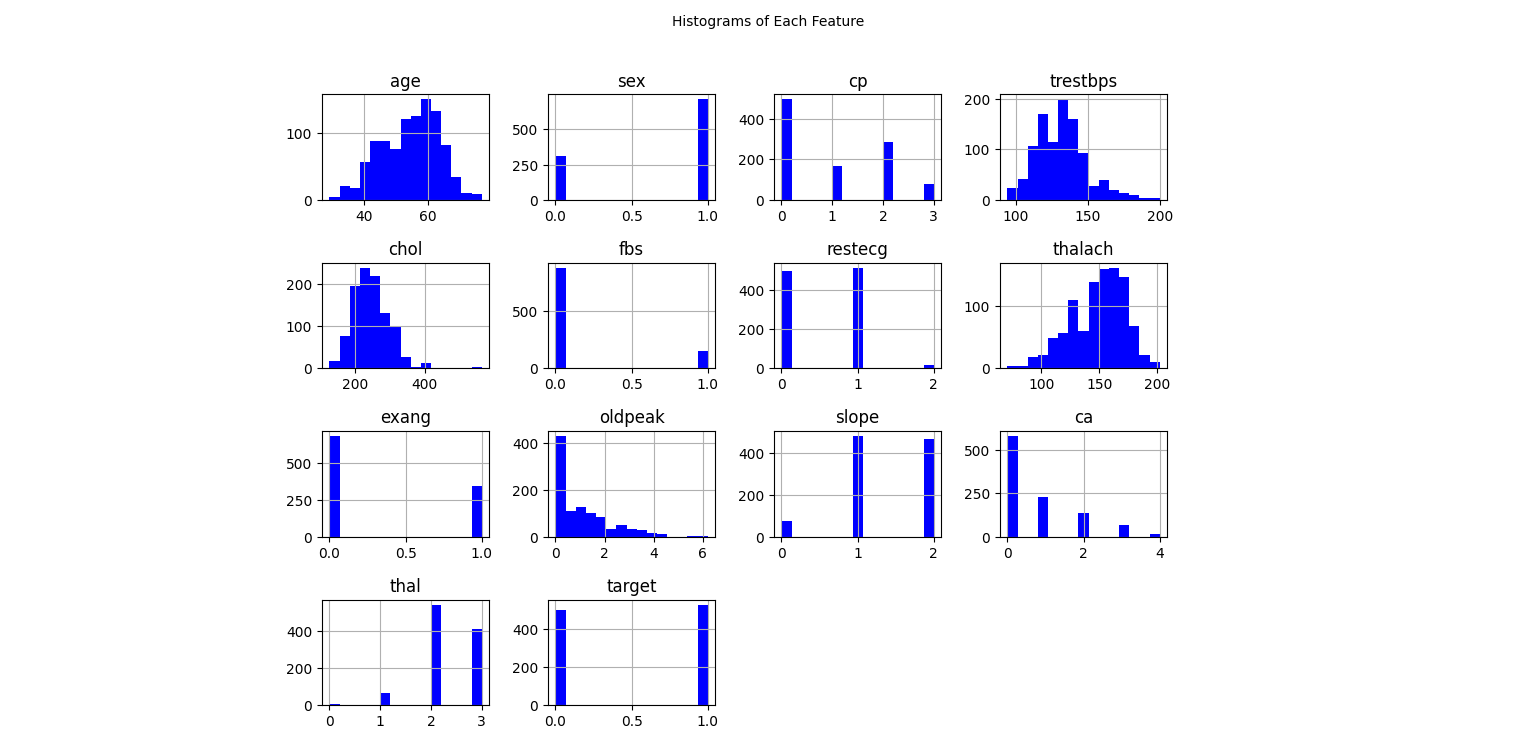 Histograms of Each Feature
age sex cp trestbps
100
0
40 60
500
250
0
0.0 0.5 1.0
400
200
0
0 1 2 3
200
100
0
100 150 200
chol fbs restecg thalach
200
100
0
200 400
500
0
0.0 0.5 1.0
400
200
0
0 1 2
100
0
100 150 200
exang oldpeak slope ca
500
250
0
0.0 0.5 1.0
400
200
0
0 2 4 6
400
200
0
0 1 2
500
250
0
0 2 4
thal target
400
200
0
0 1 2 3
400
200
0
0.0 0.5 1.0